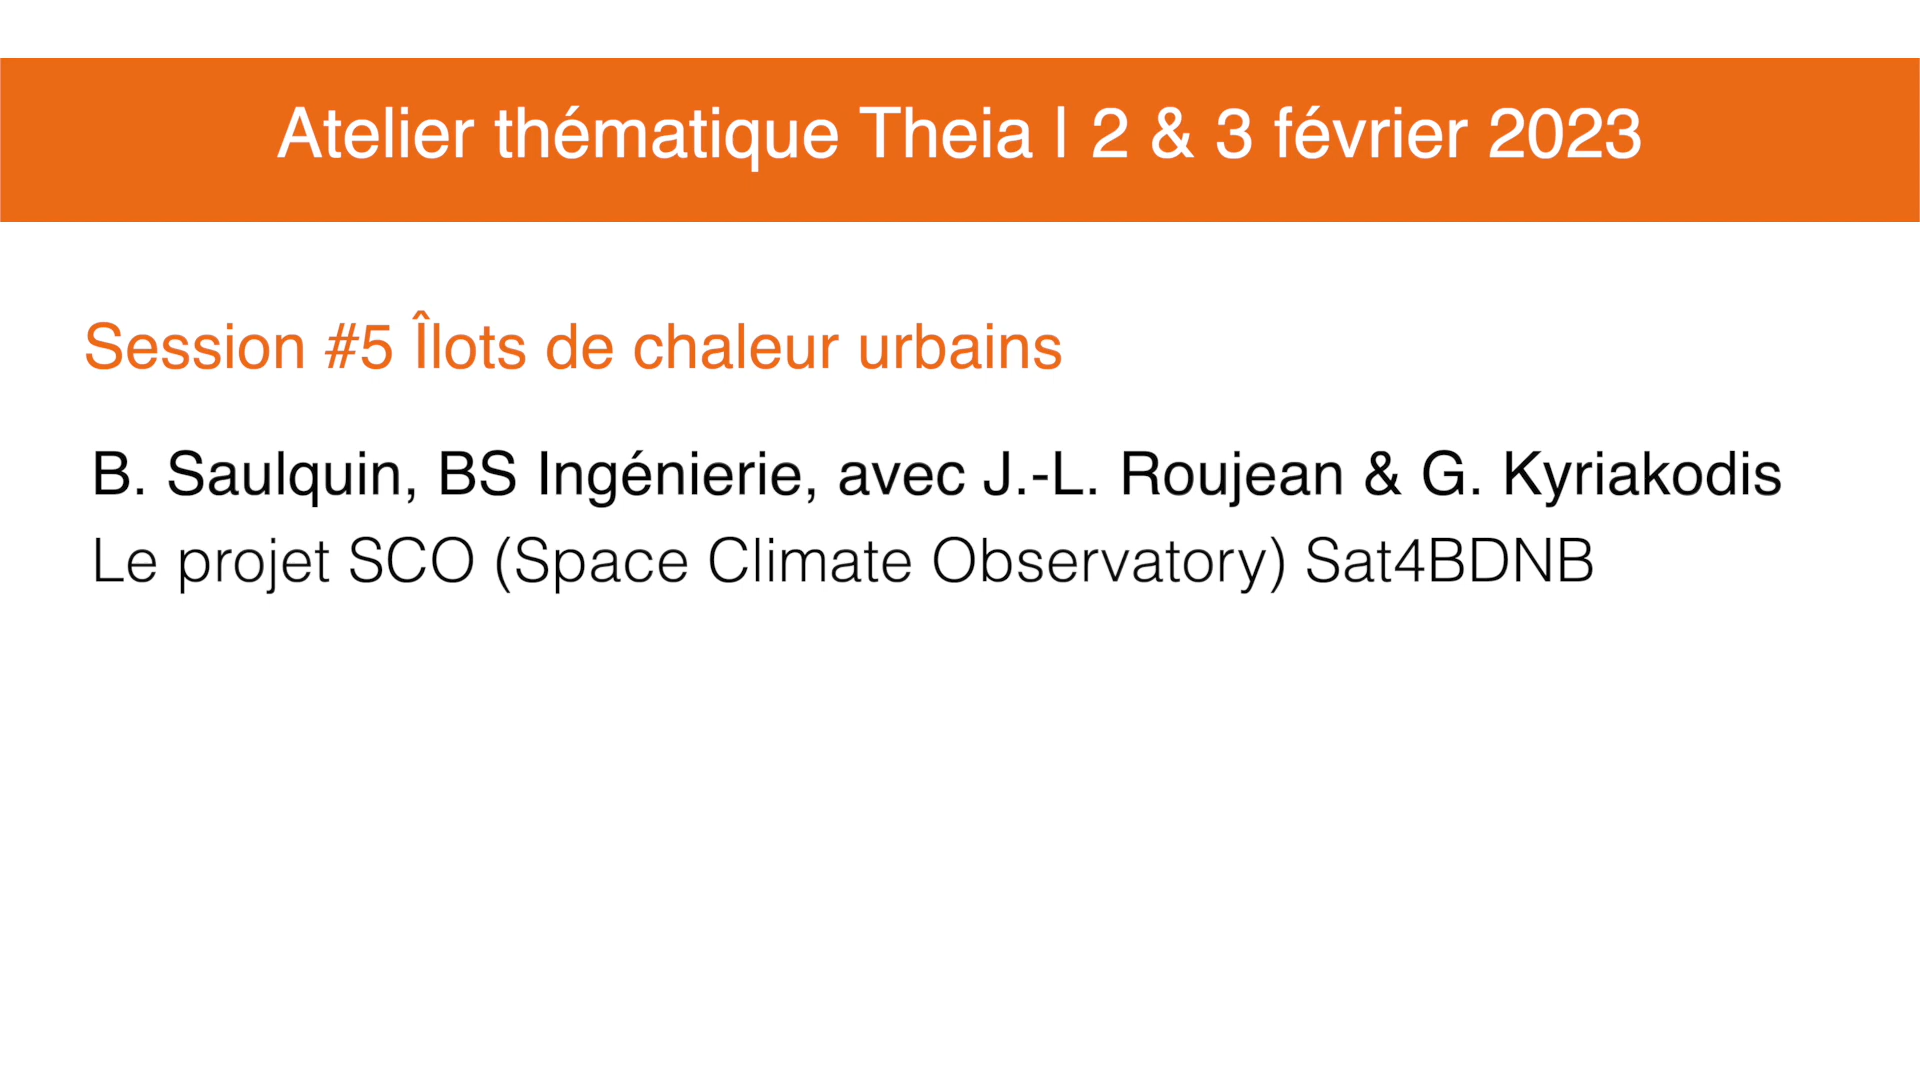 Atelier thématique Theia | 2 & 3 février 2023
Session #5 Îlots de chaleur urbains
B. Saulquin, BS Ingénierie, avec J.-L. Roujean & G. Kyriakodis
Le projet SCO (Space Climate Observatory) Sat4BDNB